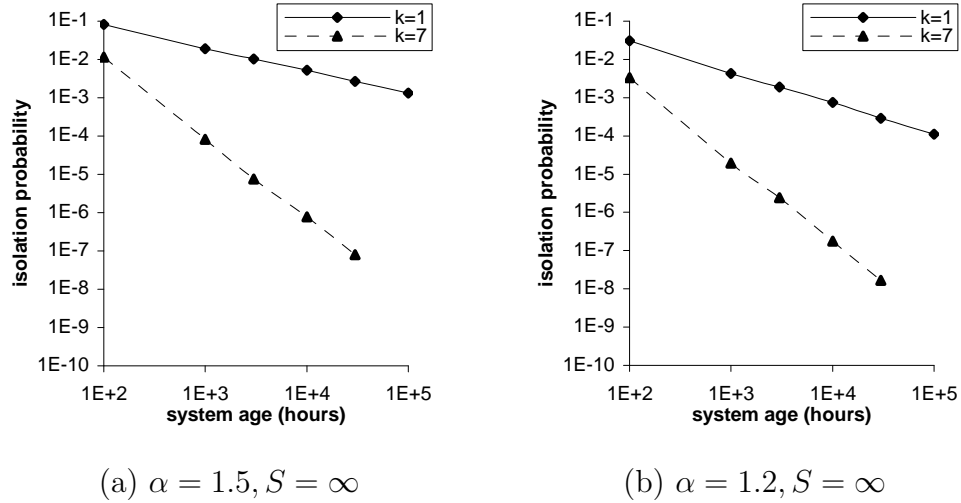 k=1
k=7
isolation probability
1E-1
1E-2
1E-3
1E-4
1E-5
1E-6
1E-7
1E-8
1E-9
1E-10
1E+2 1E+3 1E+4 1E+5
system age (hours)
(a) α = 1.5, S = ∞
k=1
k=7
isolation probability
1E-1
1E-2
1E-3
1E-4
1E-5
1E-6
1E-7
1E-8
1E-9
1E-10
1E+2 1E+3 1E+4 1E+5
system age (hours)
(b) α = 1.2, S = ∞